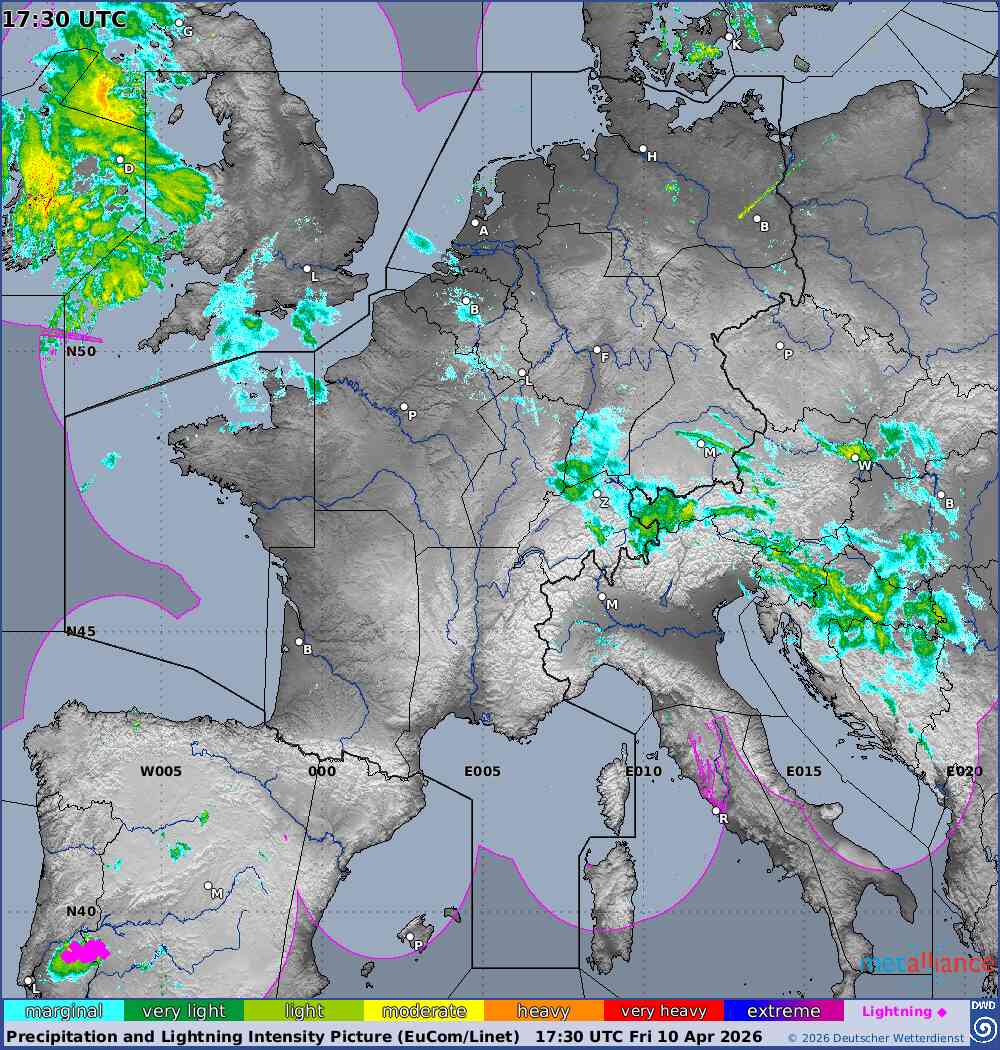 17:30 UTC
G
K
D
H
A
B
L
B
N50
F
P
L
P
M
W
Z
B
M
N45
B
W005
000
E005
E010
E015
E020
R
M
N40
P
L
metalliance
marginal very light light moderate heavy very heavy extreme Lightning ◆
DWD
Precipitation and Lightning Intensity Picture (EuCom/Linet) 17:30 UTC Fri 10 Apr 2026 © 2026 Deutscher Wetterdienst